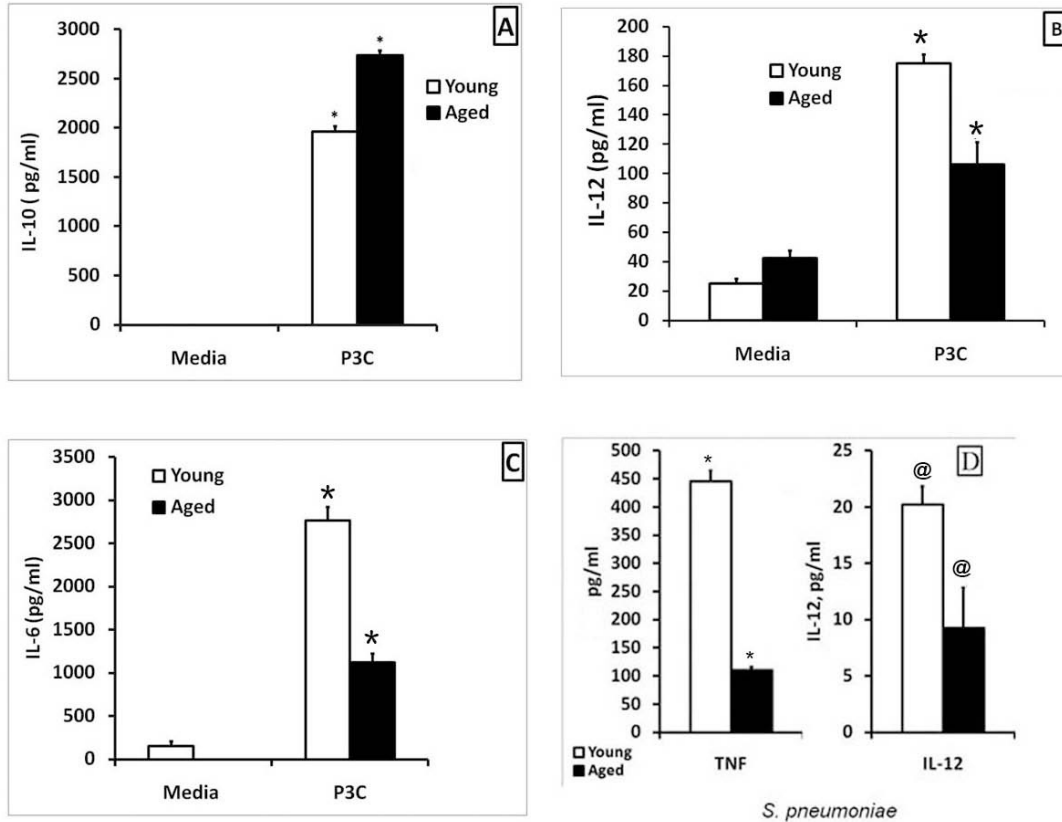 A
3000
2500
2000
1500
1000
500
0
IL-10 ( pg/ml)
* *
Young
Aged
Media P3C
B
200
180
160
140
120
100
80
60
40
20
0
IL-12 (pg/ml)
Young
Aged
* *
Media P3C
C
3500
3000
2500
2000
1500
1000
500
0
IL-6 (pg/ml)
Young
Aged
* *
Media P3C
D
500
450
400
350
300
250
200
150
100
50
0
pg/ml
* *
TNF
25
20
15
10
5
0
IL-12, pg/ml
@ @
IL-12
Young
Aged
S. pneumoniae